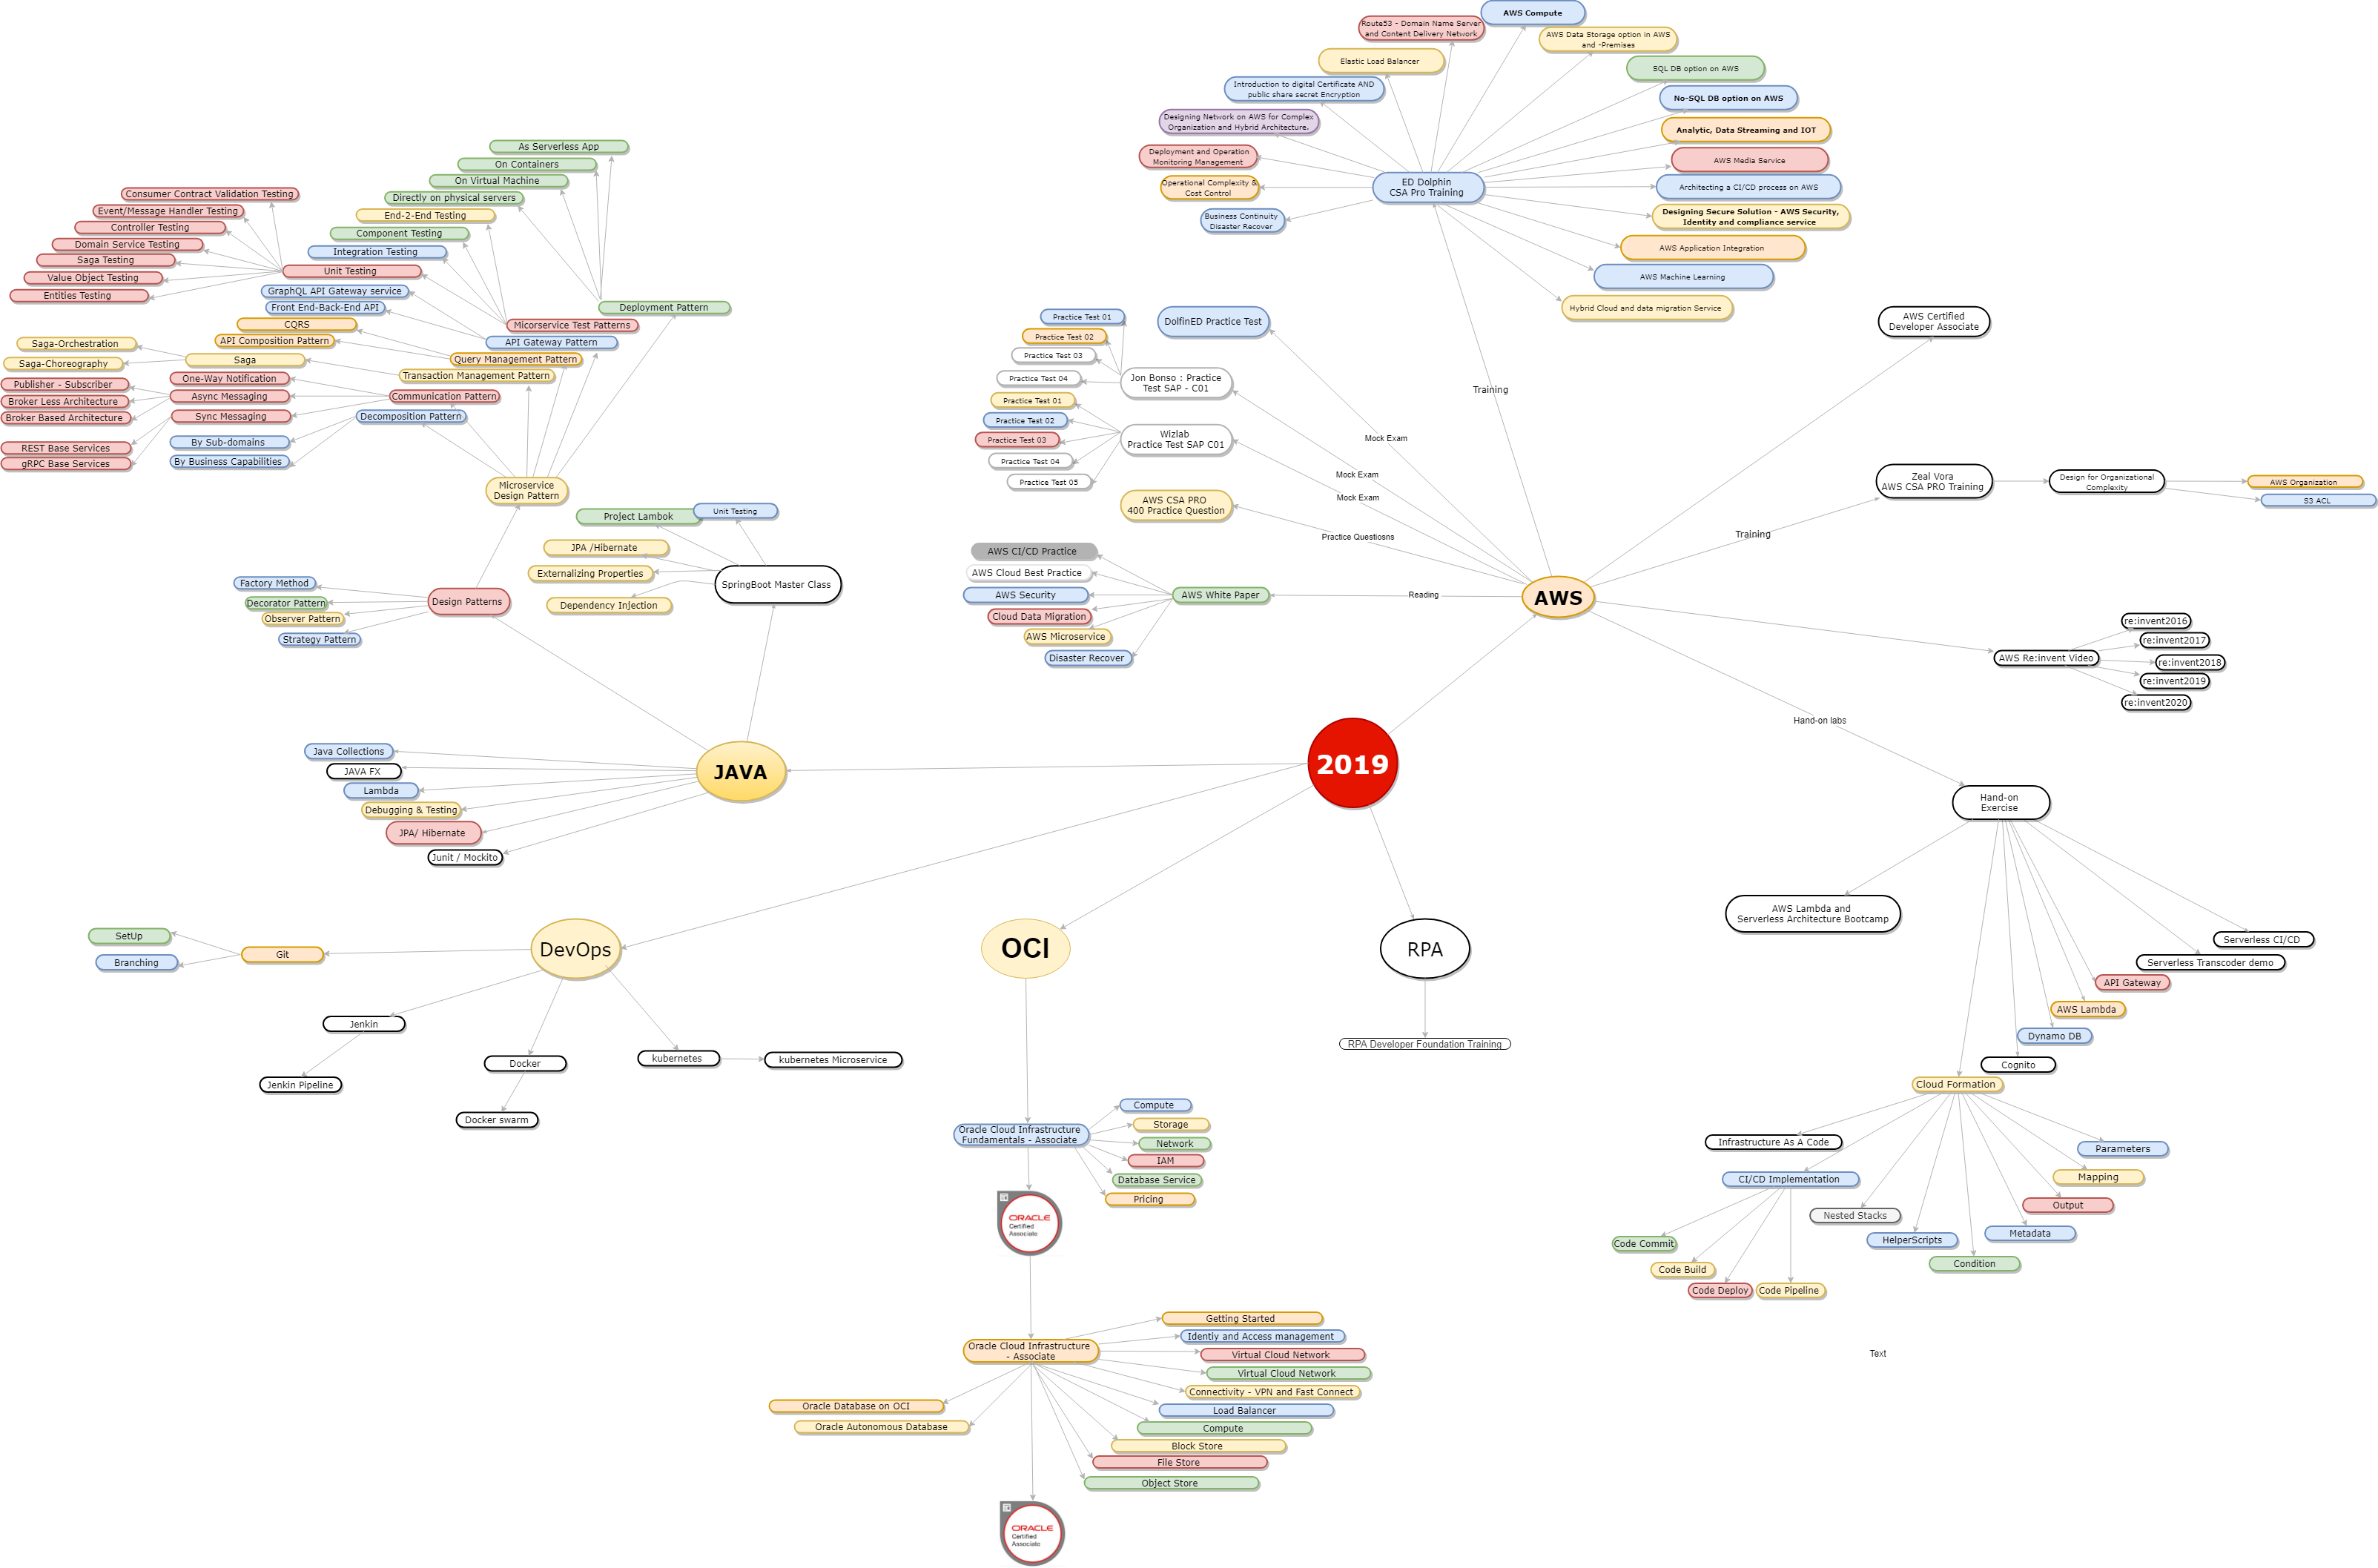 AWS Compute
Route53 - Domain Name Server
and Content Delivery Network
AWS Data Storage option in AWS
and -Premises
Elastic Load Balancer
SQL DB option on AWS
Introduction to digital Certificate AND
public share secret Encryption
No-SQL DB option on AWS
Designing Network on AWS for Complex
Organization and Hybrid Architecture.
Analytic, Data Streaming and IOT
Deployment and Operation
Monitoring Management
AWS Media Service
ED Dolphin
CSA Pro Training
Operational Complexity &
Cost Control
Architecting a CI/CD process on AWS
Business Continuity
Disaster Recover
Designing Secure Solution - AWS Security,
Identity and compliance service
AWS Application Integration
AWS Machine Learning
Hybrid Cloud and data migration Service
As Serverless App
On Containers
On Virtual Machine
Directly on physical servers
End-2-End Testing
Component Testing
Integration Testing
Unit Testing
Consumer Contract Validation Testing
Event/Message Handler Testing
Controller Testing
Domain Service Testing
Saga Testing
Value Object Testing
Entities Testing
GraphQL API Gateway service
Front End-Back-End API
CQRS
API Composition Pattern
Deployment Pattern
Micorservice Test Patterns
API Gateway Pattern
Query Management Pattern
Transaction Management Pattern
Saga-Orchestration
Saga
Saga-Choreography
One-Way Notification
Publisher - Subscriber
Async Messaging
Communication Pattern
Broker Less Architecture
Sync Messaging
Decomposition Pattern
Broker Based Architecture
By Sub-domains
REST Base Services
By Business Capabilities
gRPC Base Services
Microservice
Design Pattern
Practice Test 01
Practice Test 02
Practice Test 03
Practice Test 04
DolfinED Practice Test
Jon Bonso : Practice
Test SAP - C01
Practice Test 01
Practice Test 02
Practice Test 03
Practice Test 04
Practice Test 05
Wizlab
Practice Test SAP C01
AWS CSA PRO
400 Practice Question
Training
Mock Exam
Mock Exam
Mock Exam
Practice Questiosns
AWS Certified
Developer Associate
Zeal Vora
AWS CSA PRO Training
Design for Organizational
Complexity
AWS Organization
S3 ACL
Training
Project Lambok
Unit Testing
JPA /Hibernate
Externalizing Properties
SpringBoot Master Class
Dependency Injection
Factory Method
Decorator Pattern
Observer Pattern
Strategy Pattern
Design Patterns
AWS CI/CD Practice
AWS Cloud Best Practice
AWS Security
Cloud Data Migration
AWS Microservice
Disaster Recover
AWS White Paper
Reading
AWS
AWS Re:invent Video
re:invent2016
re:invent2017
re:invent2018
re:invent2019
re:invent2020
Hand-on labs
2019
JAVA
Java Collections
JAVA FX
Lambda
Debugging & Testing
JPA/ Hibernate
Junit / Mockito
Hand-on
Exercise
AWS Lambda and
Serverless Architecture Bootcamp
Serverless CI/CD
Serverless Transcoder demo
API Gateway
AWS Lambda
Dynamo DB
Cognito
Cloud Formation
DevOps
SetUp
Git
Branching
Jenkin
Jenkin Pipeline
Docker
Docker swarm
kubernetes
kubernetes Microservice
OCI
RPA
RPA Developer Foundation Training
Oracle Cloud Infrastructure
Fundamentals - Associate
Compute
Storage
Network
IAM
Database Service
Pricing
ORACLE
Certified
Associate
Infrastructure As A Code
CI/CD Implementation
Nested Stacks
HelperScripts
Condition
Metadata
Output
Mapping
Parameters
Code Commit
Code Build
Code Deploy
Code Pipeline
Text
Oracle Cloud Infrastructure
- Associate
Getting Started
Identiy and Access management
Virtual Cloud Network
Virtual Cloud Network
Connectivity - VPN and Fast Connect
Load Balancer
Compute
Block Store
File Store
Object Store
Oracle Database on OCI
Oracle Autonomous Database
ORACLE
Certified
Associate